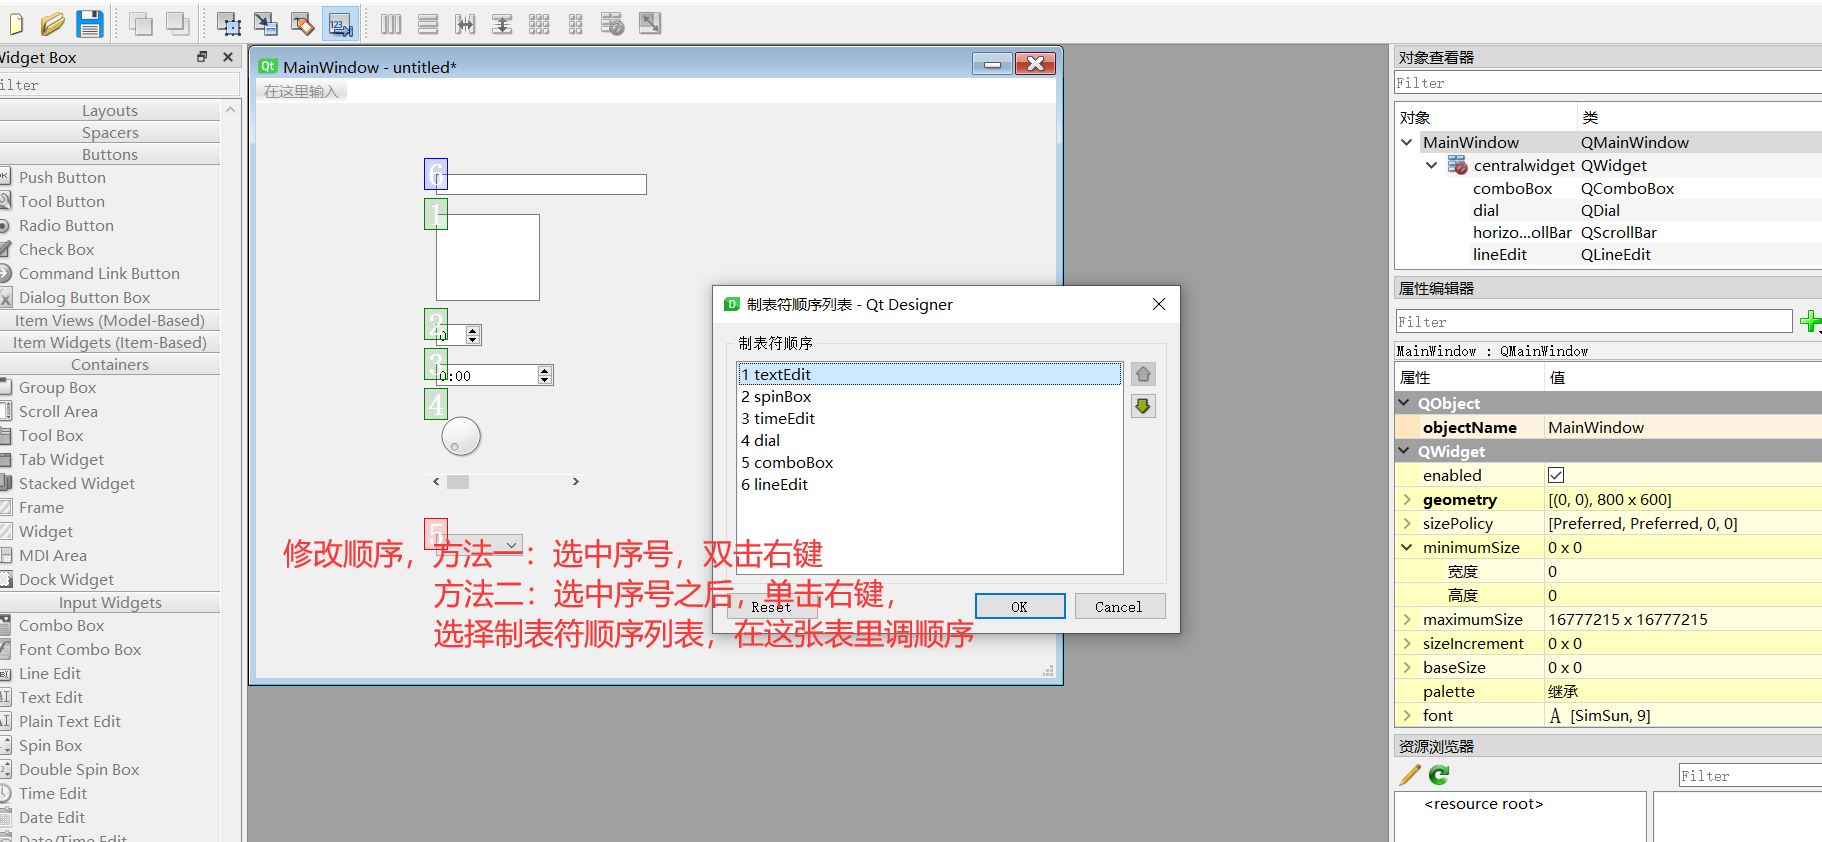 Widget Box
ilter
Layouts
Spacers
Buttons
Push Button
Tool Button
Radio Button
Check Box
Command Link Button
Dialog Button Box
Item Views (Model-Based)
Item Widgets (Item-Based)
Containers
Group Box
Scroll Area
Tool Box
Tab Widget
Stacked Widget
Frame
Widget
MDI Area
Dock Widget
Input Widgets
Combo Box
Font Combo Box
Line Edit
Text Edit
Plain Text Edit
Spin Box
Double Spin Box
Time Edit
Date Edit
Date/Time Edit
Qt MainWindow - untitled*
在这里输入
6
1
2
0
3
0:00
4
5
修改顺序，方法一：选中序号，双击右键
方法二：选中序号之后，单击右键，
选择制表符顺序列表，在这张表里调顺序
制表符顺序列表 - Qt Designer
制表符顺序
1 textEdit
2 spinBox
3 timeEdit
4 dial
5 comboBox
6 lineEdit
Reset
OK
Cancel
对象查看器
Filter
对象 类
MainWindow QMainWindow
centralwidget QWidget
comboBox QComboBox
dial QDial
horizo...ollBar QScrollBar
lineEdit QLineEdit
属性编辑器
Filter
MainWindow : QMainWindow
属性 值
QObject
objectName MainWindow
QWidget
enabled
geometry [(0, 0), 800 x 600]
sizePolicy [Preferred, Preferred, 0, 0]
minimumSize 0 x 0
宽度 0
高度 0
maximumSize 16777215 x 16777215
sizeIncrement 0 x 0
baseSize 0 x 0
palette 继承
font A [SimSun, 9]
资源浏览器
Filter
<resource root>